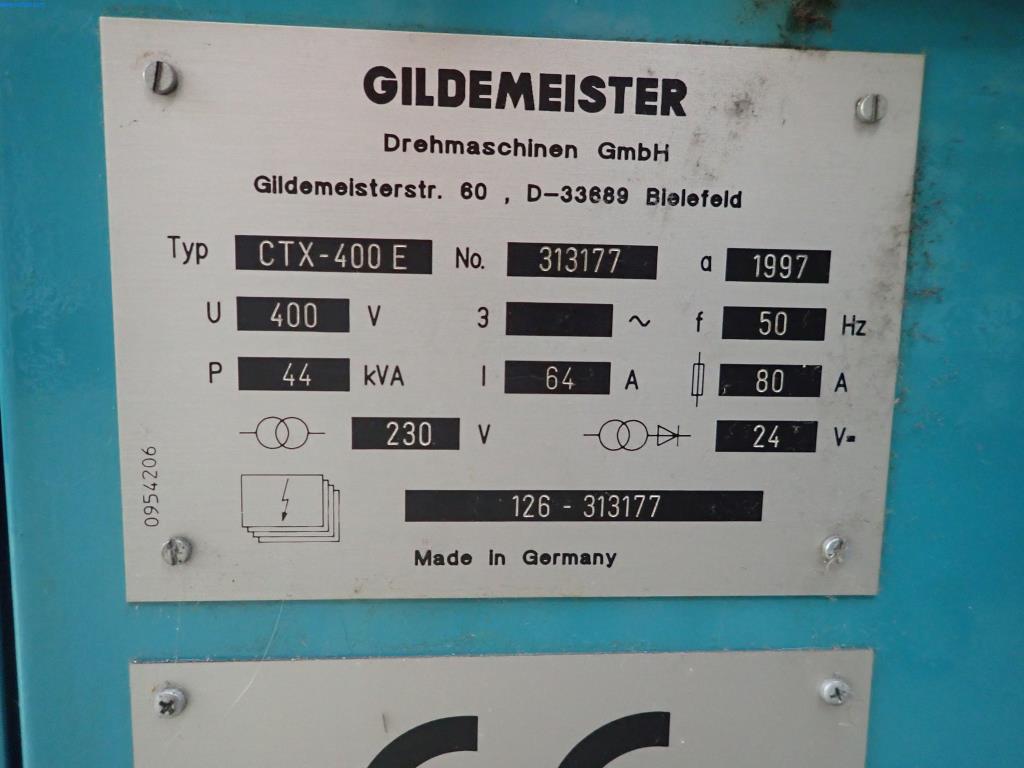 GILDEMEISTER
Drehmaschinen GmbH
Gildemeisterstr. 60 , D-33689 Bielefeld
Typ CTX-400 E No. 313177 a 1997
U 400 V 3 ~ f 50 Hz
P 44 kVA I 64 A 80 A
230 V 24 V=
126 - 313177
0954206
Made in Germany
CE